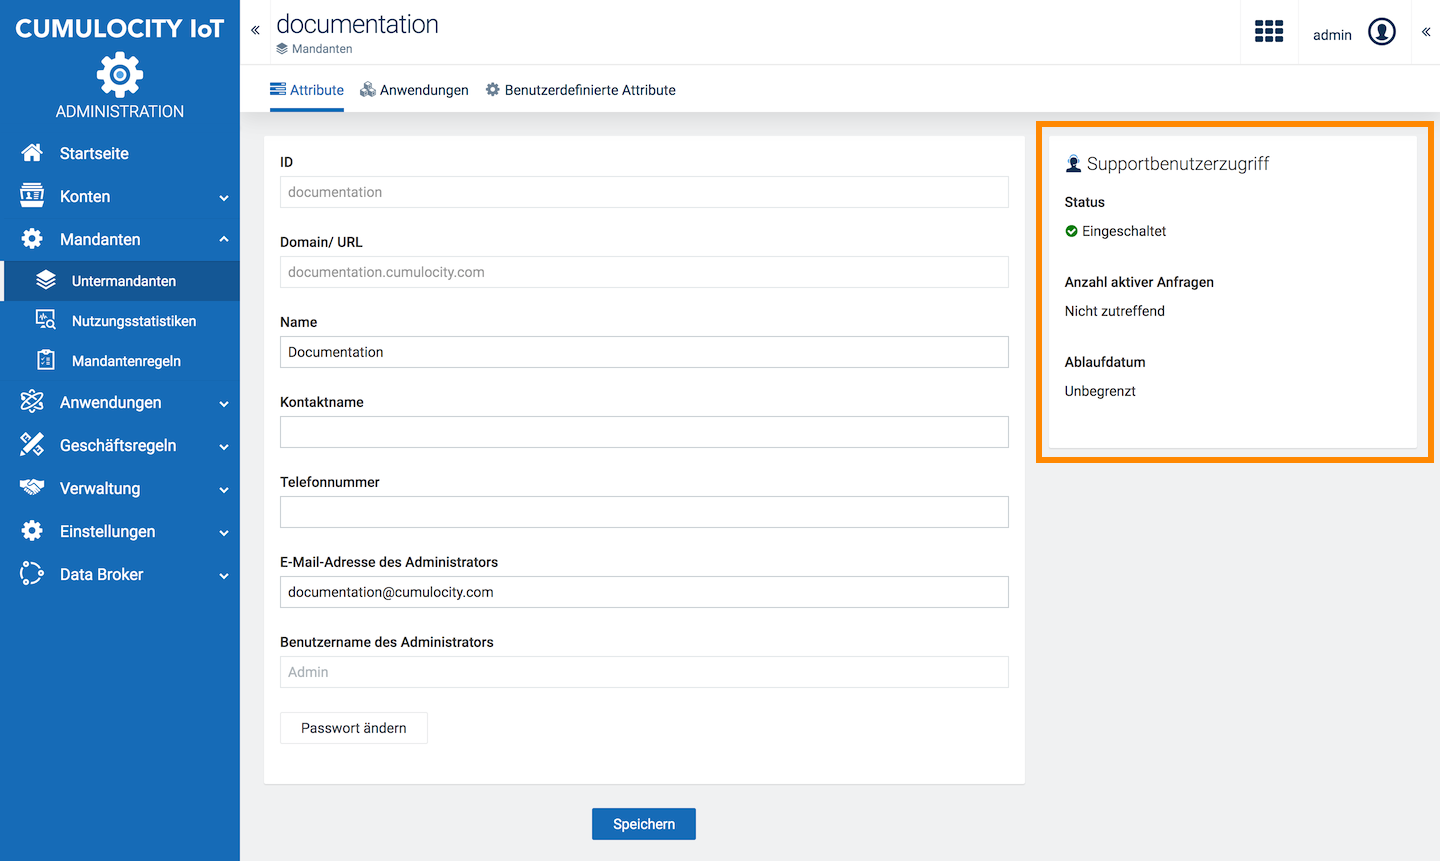 CUMULOCITY IoT
ADMINISTRATION
Startseite
Konten
Mandanten
Untermandanten
Nutzungsstatistiken
Mandantenregeln
Anwendungen
Geschäftsregeln
Verwaltung
Einstellungen
Data Broker
documentation
Mandanten
admin
Attribute
Anwendungen
Benutzerdefinierte Attribute
ID
documentation
Domain/ URL
documentation.cumulocity.com
Name
Documentation
Kontaktname
Telefonnummer
E-Mail-Adresse des Administrators
documentation@cumulocity.com
Benutzername des Administrators
Admin
Passwort ändern
Speichern
Supportbenutzerzugriff
Status
Eingeschaltet
Anzahl aktiver Anfragen
Nicht zutreffend
Ablaufdatum
Unbegrenzt